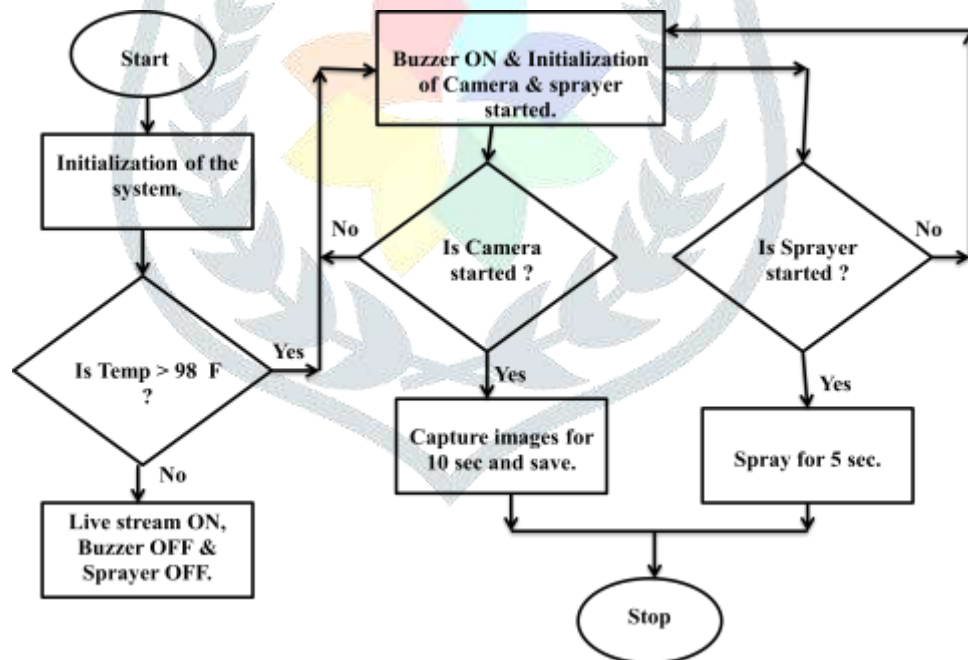 Start
Initialization of the
system.
Is Temp > 98 F
?
Yes
No
Live stream ON,
Buzzer OFF &
Sprayer OFF.
Buzzer ON & Initialization
of Camera & sprayer
started.
No
Is Camera
started ?
Yes
Capture images for
10 sec and save.
Is Sprayer
started ?
No
Yes
Spray for 5 sec.
Stop